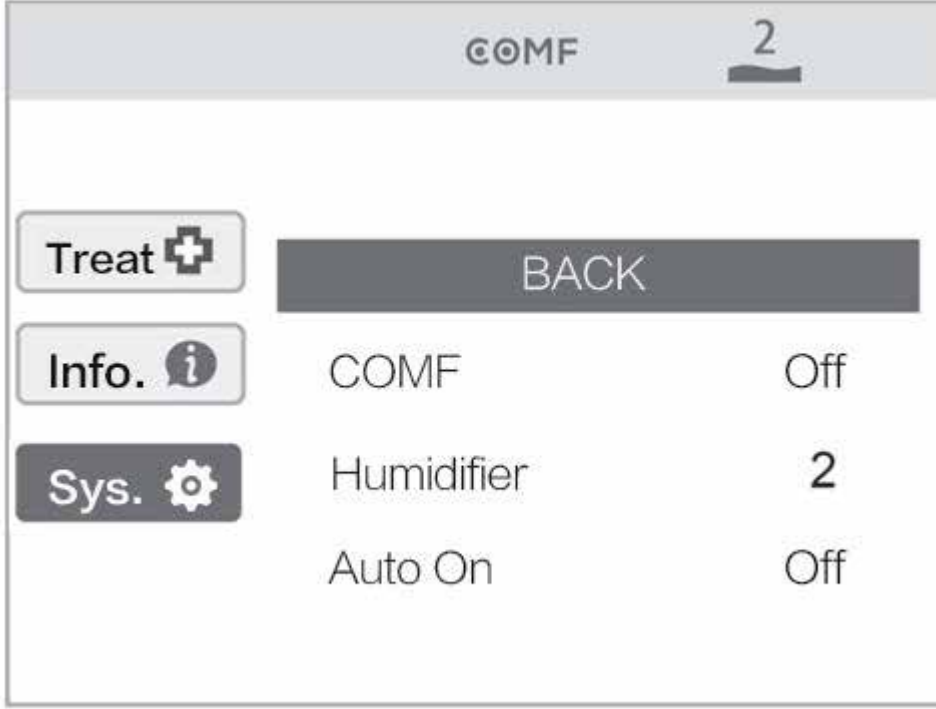 COMF 2
Treat
BACK
Info.
COMF Off
Sys.
Humidifier 2
Auto On Off